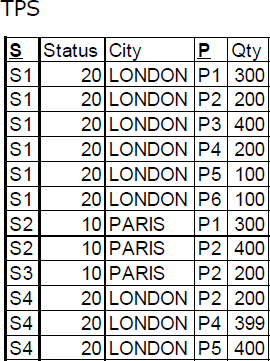 TPS
S Status City P Qty
S1 20 LONDON P1 300
S1 20 LONDON P2 200
S1 20 LONDON P3 400
S1 20 LONDON P4 200
S1 20 LONDON P5 100
S1 20 LONDON P6 100
S2 10 PARIS P1 300
S2 10 PARIS P2 400
S3 10 PARIS P2 200
S4 20 LONDON P2 200
S4 20 LONDON P4 399
S4 20 LONDON P5 400